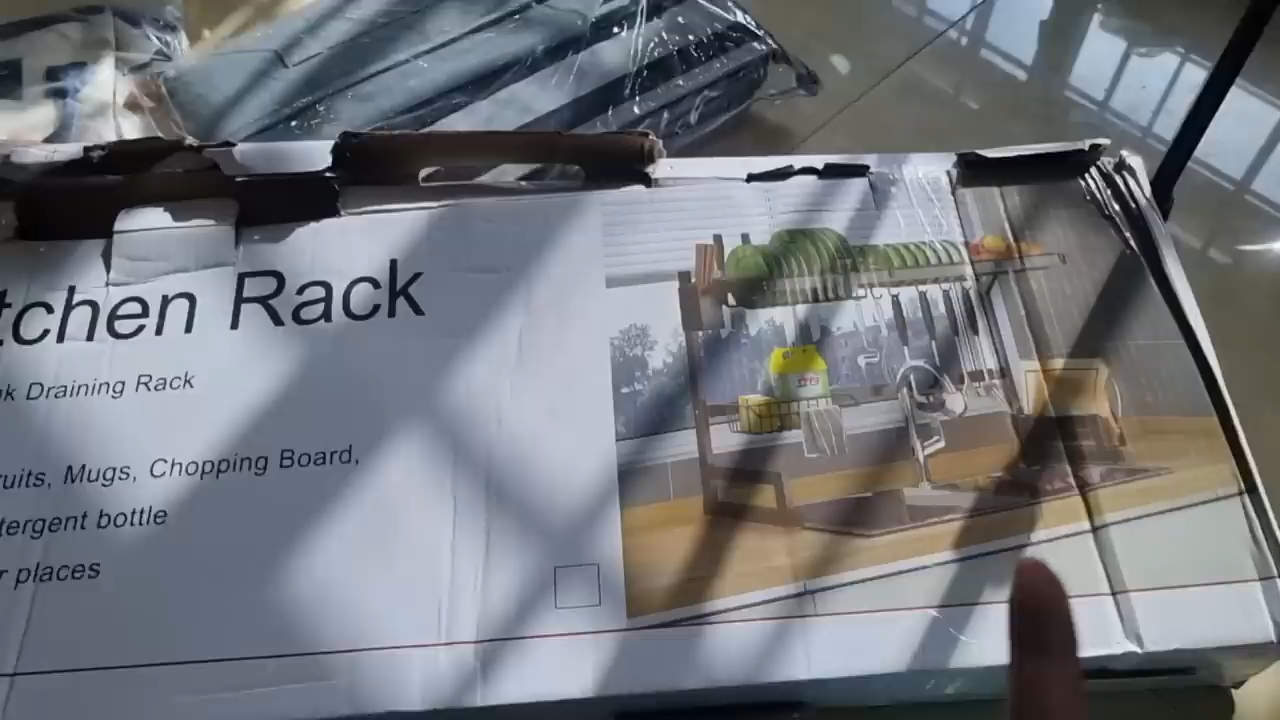 tchen Rack
k Draining Rack
ruits, Mugs, Chopping Board,
tergent bottle
r places